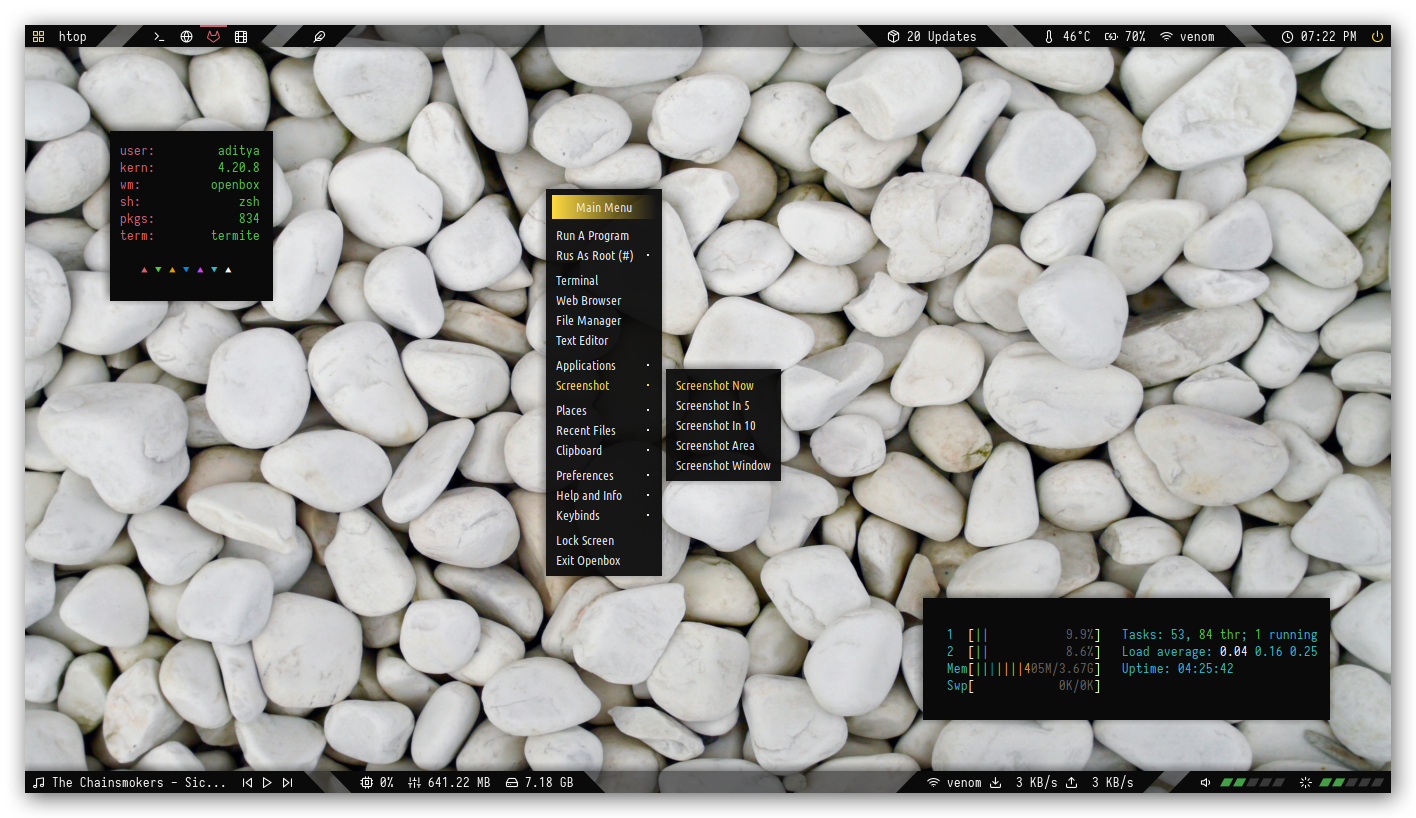 htop
20 Updates
46°C
70%
venom
07:22 PM
user: aditya
kern: 4.20.8
wm: openbox
sh: zsh
pkgs: 834
term: termite
Main Menu
Run A Program
Rus As Root (#)
Terminal
Web Browser
File Manager
Text Editor
Applications
Screenshot
Places
Recent Files
Clipboard
Preferences
Help and Info
Keybinds
Lock Screen
Exit Openbox
Screenshot Now
Screenshot In 5
Screenshot In 10
Screenshot Area
Screenshot Window
1 [|| 9.9%]
2 [|| 8.6%]
Mem[|||||||405M/3.67G]
Swp[ 0K/0K]
Tasks: 53, 84 thr; 1 running
Load average: 0.04 0.16 0.25
Uptime: 04:25:42
The Chainsmokers - Sic...
0%
641.22 MB
7.18 GB
venom
3 KB/s
3 KB/s